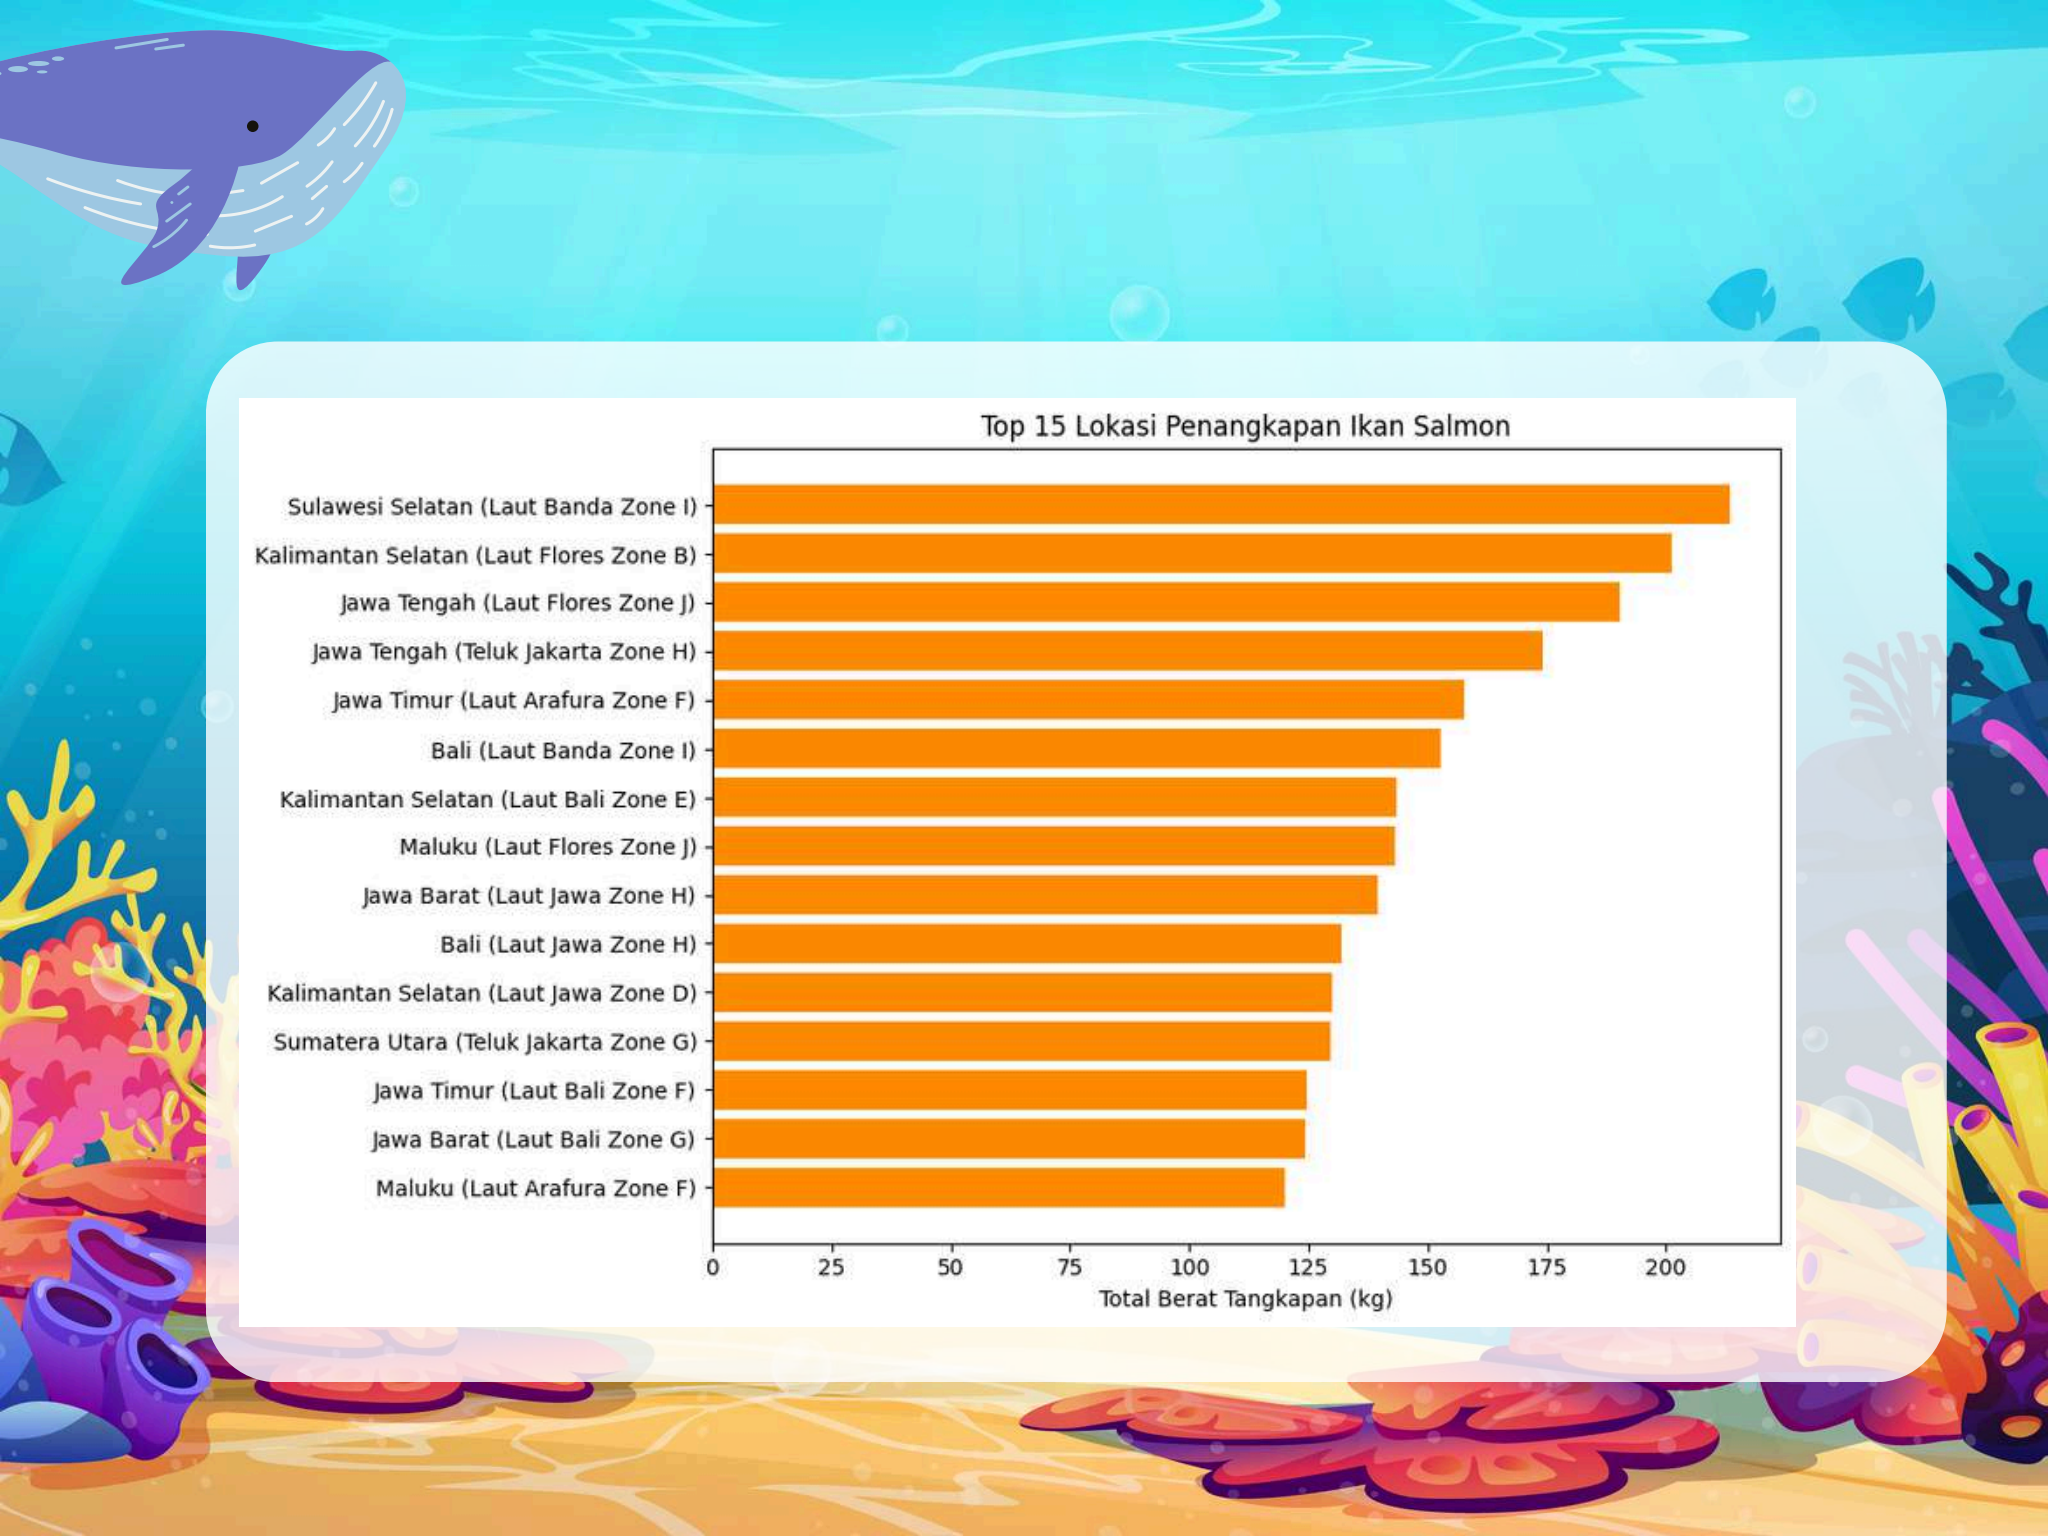 Top 15 Lokasi Penangkapan Ikan Salmon
Sulawesi Selatan (Laut Banda Zone I)
Kalimantan Selatan (Laut Flores Zone B)
Jawa Tengah (Laut Flores Zone J)
Jawa Tengah (Teluk Jakarta Zone H)
Jawa Timur (Laut Arafura Zone F)
Bali (Laut Banda Zone I)
Kalimantan Selatan (Laut Bali Zone E)
Maluku (Laut Flores Zone J)
Jawa Barat (Laut Jawa Zone H)
Bali (Laut Jawa Zone H)
Kalimantan Selatan (Laut Jawa Zone D)
Sumatera Utara (Teluk Jakarta Zone G)
Jawa Timur (Laut Bali Zone F)
Jawa Barat (Laut Bali Zone G)
Maluku (Laut Arafura Zone F)
0 25 50 75 100 125 150 175 200
Total Berat Tangkapan (kg)